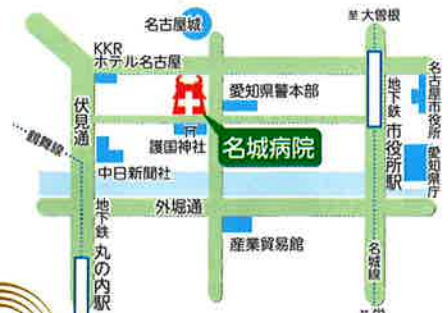 名古屋城
至 大曽根
KKR
ホテル名古屋
愛知県警本部
地下鉄 市役所駅
名古屋市役所
愛知県庁
伏見通
護国神社
名城病院
鶴舞線
中日新聞社
外堀通
地下鉄 丸の内駅
産業貿易館
名城線